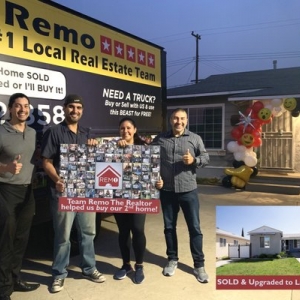 Remo ★★★★★
#1 Local Real Estate Team
Home SOLD
ed or I'll BUY it!
858
NEED A TRUCK?
Buy or Sell with US & use
this BEAST for FREE!
REMO
Team Remo The Realtor
helped us buy our 2nd home!
SOLD & Upgraded to L